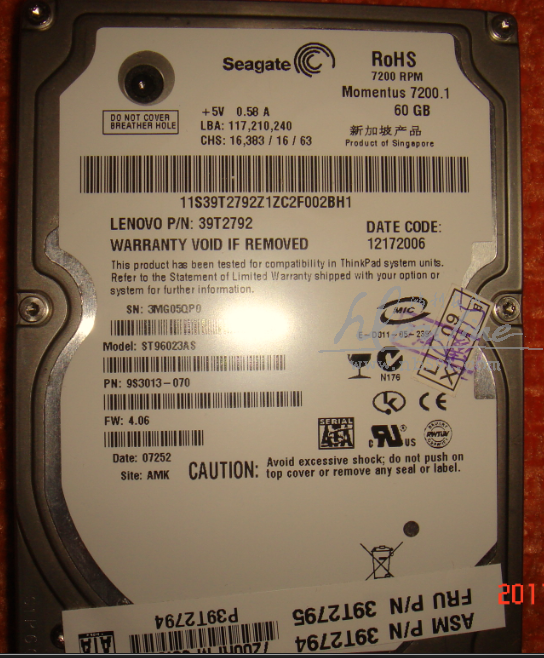 Seagate
RoHS
7200 RPM
Momentus 7200.1
60 GB
DO NOT COVER
BREATHER HOLE
+5V 0.58 A
LBA: 117,210,240
CHS: 16,383 / 16 / 63
新加坡产品
Product of Singapore
11S39T2792Z1ZC2F002BH1
LENOVO P/N: 39T2792
WARRANTY VOID IF REMOVED
DATE CODE:
12172006
This product has been tested for compatibility in ThinkPad system units.
Refer to the Statement of Limited Warranty shipped with your option or
system for further information.
SN: 3MG05QP0
MIC
Model: ST96023AS
N176
PN: 9S3013-070
FW: 4.06
SERIAL
ATA
Date: 07252
Site: AMK
CAUTION: Avoid excessive shock; do not push on
top cover or remove any seal or label.
ASM P/N 39T2794
FRU P/N 39T2795
P39T2794
201